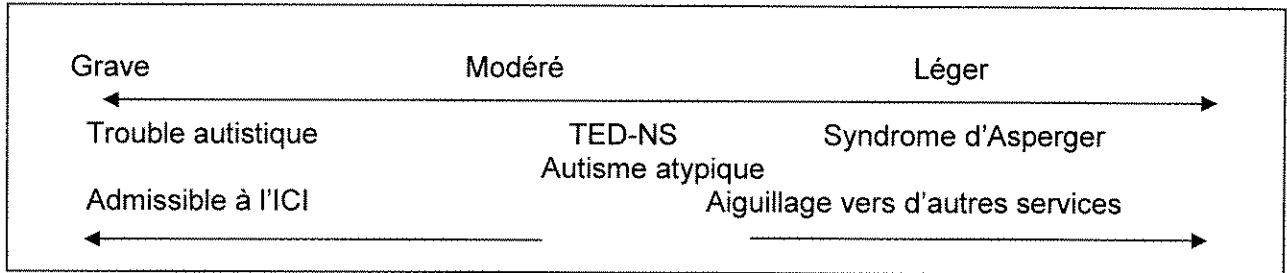 Grave Modéré Léger
Trouble autistique TED-NS Syndrome d'Asperger
Autisme atypique
Admissible à l'ICI Aiguillage vers d'autres services